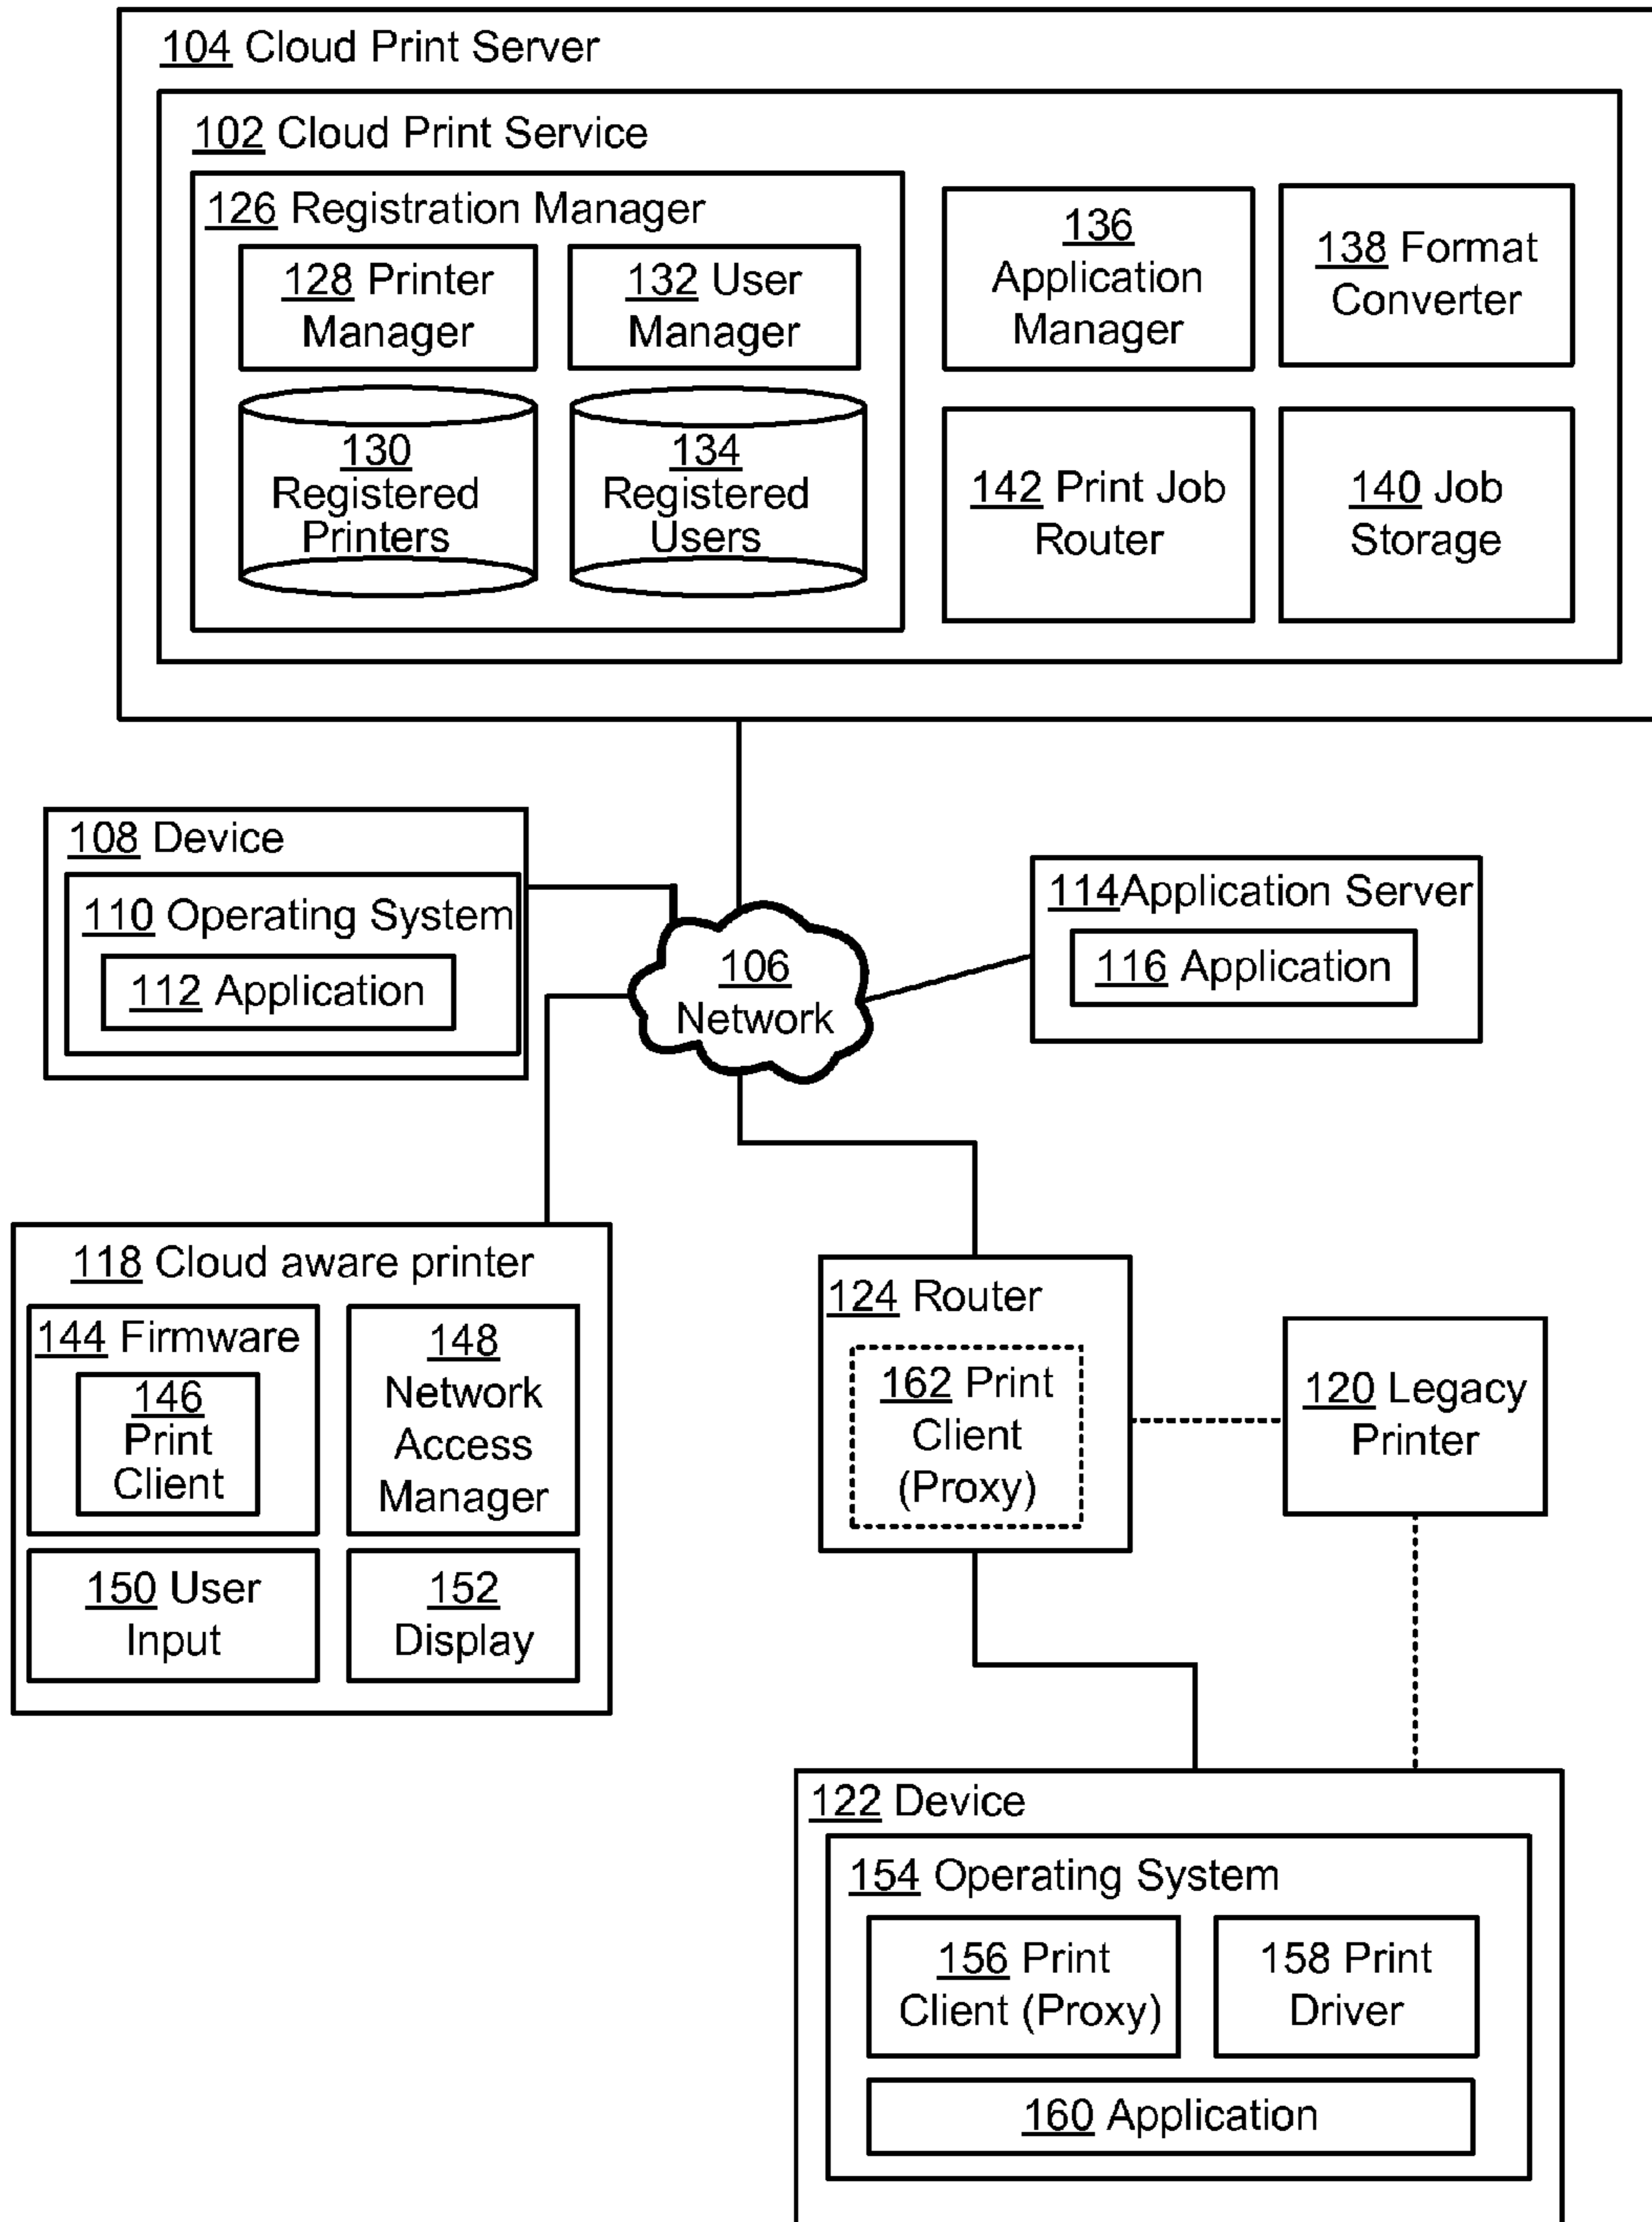 104 Cloud Print Server
102 Cloud Print Service
126 Registration Manager
128 Printer
Manager
132 User
Manager
130
Registered
Printers
134
Registered
Users
136
Application
Manager
138 Format
Converter
142 Print Job
Router
140 Job
Storage
108 Device
110 Operating System
112 Application
106
Network
114Application Server
116 Application
118 Cloud aware printer
144 Firmware
146
Print
Client
148
Network
Access
Manager
150 User
Input
152
Display
124 Router
162 Print
Client
(Proxy)
120 Legacy
Printer
122 Device
154 Operating System
156 Print
Client (Proxy)
158 Print
Driver
160 Application